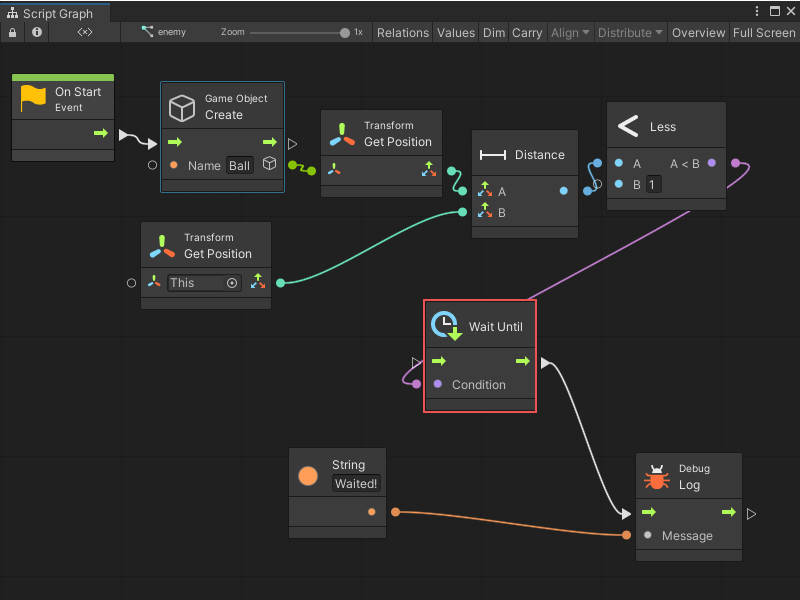 Script Graph
enemy
Zoom
1x
Relations
Values
Dim
Carry
Align
Distribute
Overview
Full Screen
On Start
Event
Game Object
Create
Name
Ball
Transform
Get Position
Distance
A
B
Less
A
A < B
B
1
Transform
Get Position
This
Wait Until
Condition
String
Waited!
Debug
Log
Message